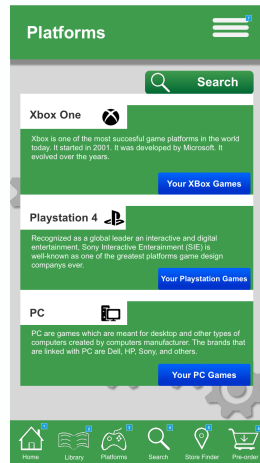 Platforms
Search
Xbox One
Xbox is one of the most succesful game platforms in the world
today. It started in 2001. It was developed by Microsoft. It
evolved over the years.
Your XBox Games
Playstation 4
Recognized as a global leader an interactive and digital
entertainment, Sony Interactive Enterainment (SIE) is
well-known as one of the greatest platforms game design
companys ever.
Your Playstation Games
PC
PC are games which are meant for desktop and other types of
computers created by computers manufacturer. The brands that
are linked with PC are Dell, HP, Sony, and others.
Your PC Games
Home Library Platforms Search Store Finder Pre-order